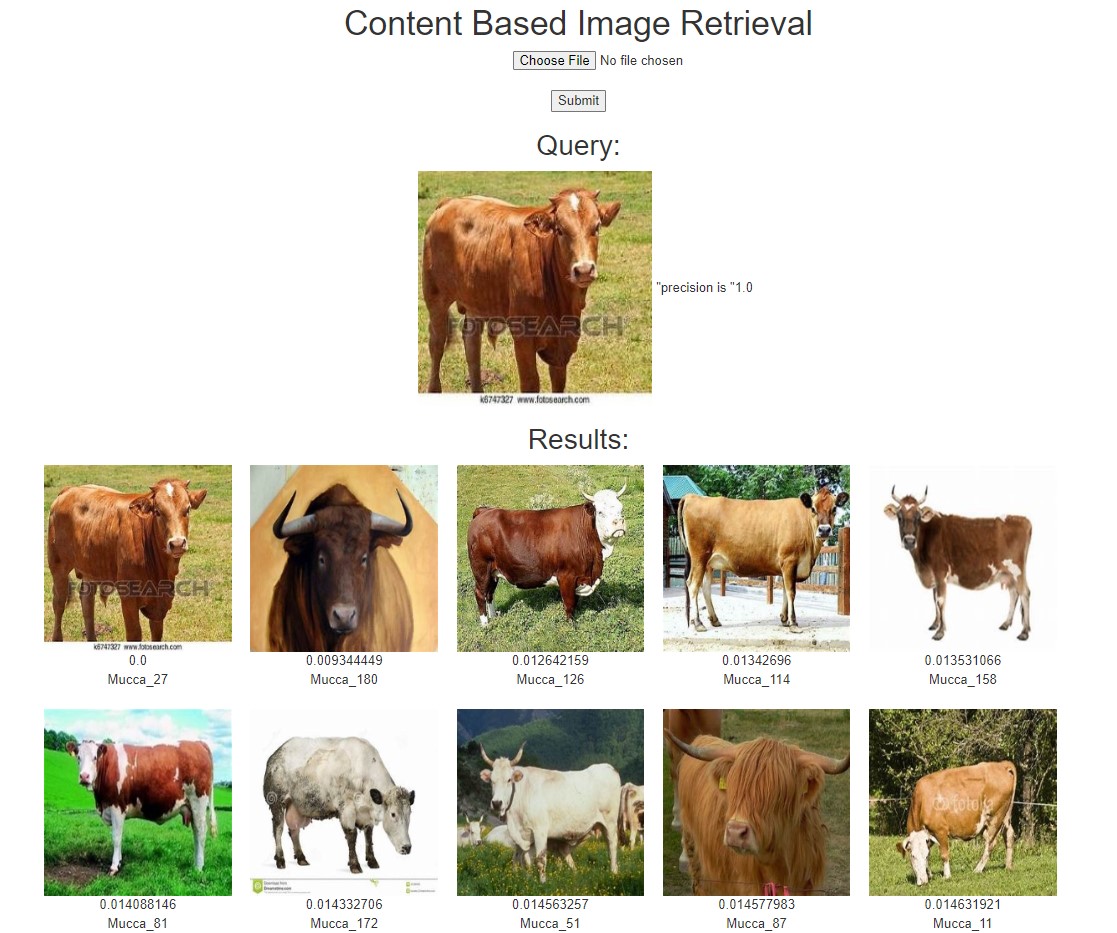 Content Based Image Retrieval
Choose File No file chosen
Submit
Query:
FOTOSEARCH
k6747327 www.fotosearch.com
"precision is "1.0
Results:
FOTOSEARCH
k6747327 www.fotosearch.com
0.0
Mucca_27
0.009344449
Mucca_180
0.012642159
Mucca_126
0.01342696
Mucca_114
0.013531066
Mucca_158
0.014088146
Mucca_81
0.014332706
Mucca_172
0.014563257
Mucca_51
0.014577983
Mucca_87
0.014631921
Mucca_11